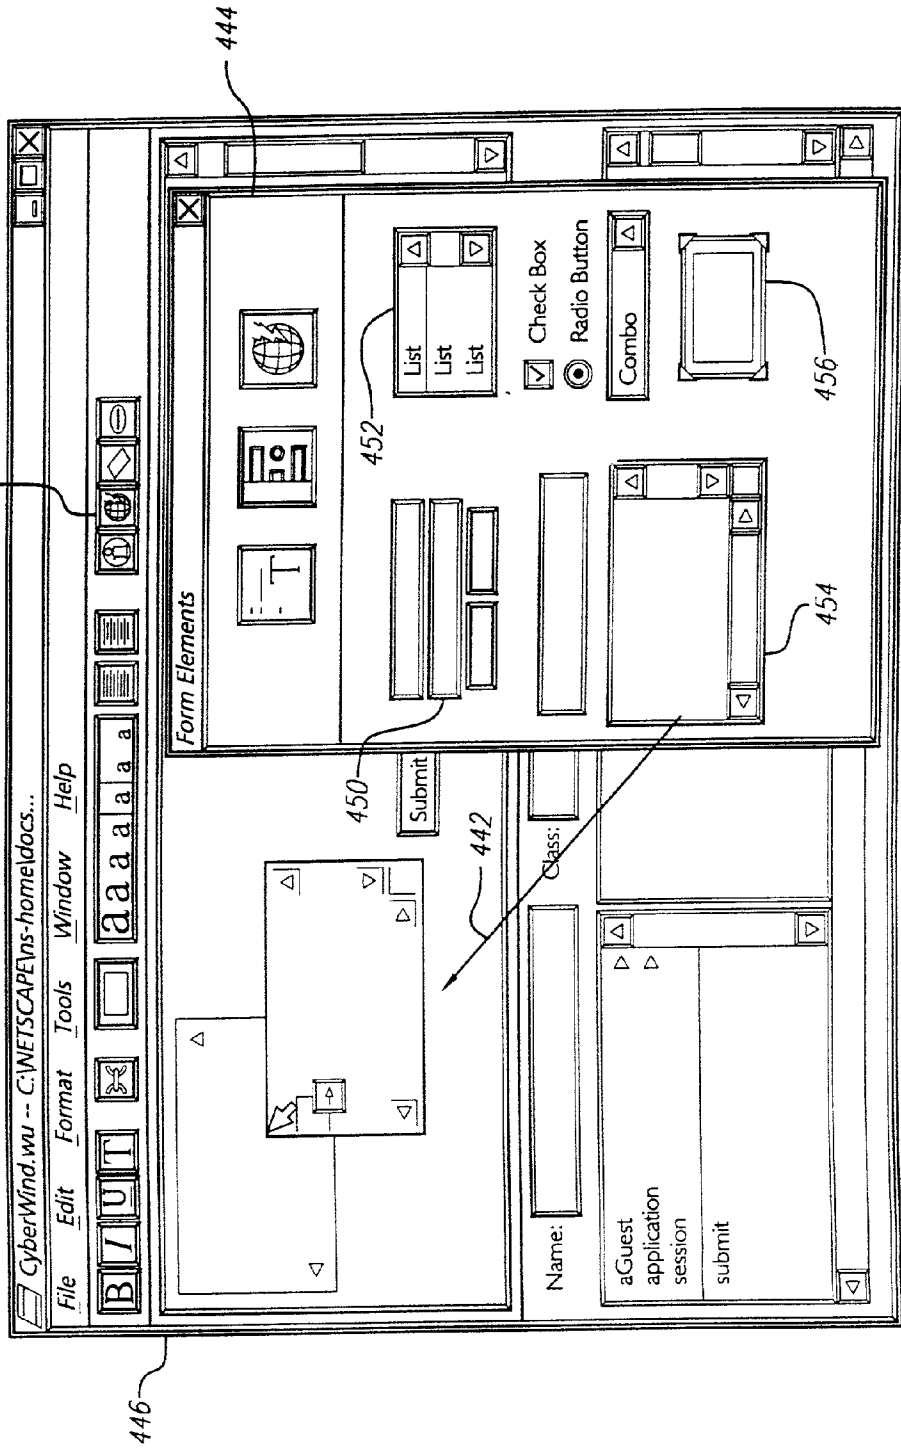 444
CyberWind.wu -- C:\NETSCAPE\ns-home\docs...
File Edit Format Tools Window Help
B I U T a a a a a a
Form Elements
T
450
452
List
List
List
Check Box
Radio Button
Combo
454
456
Submit
442
Name:
Class:
aGuest
application
session
submit
446